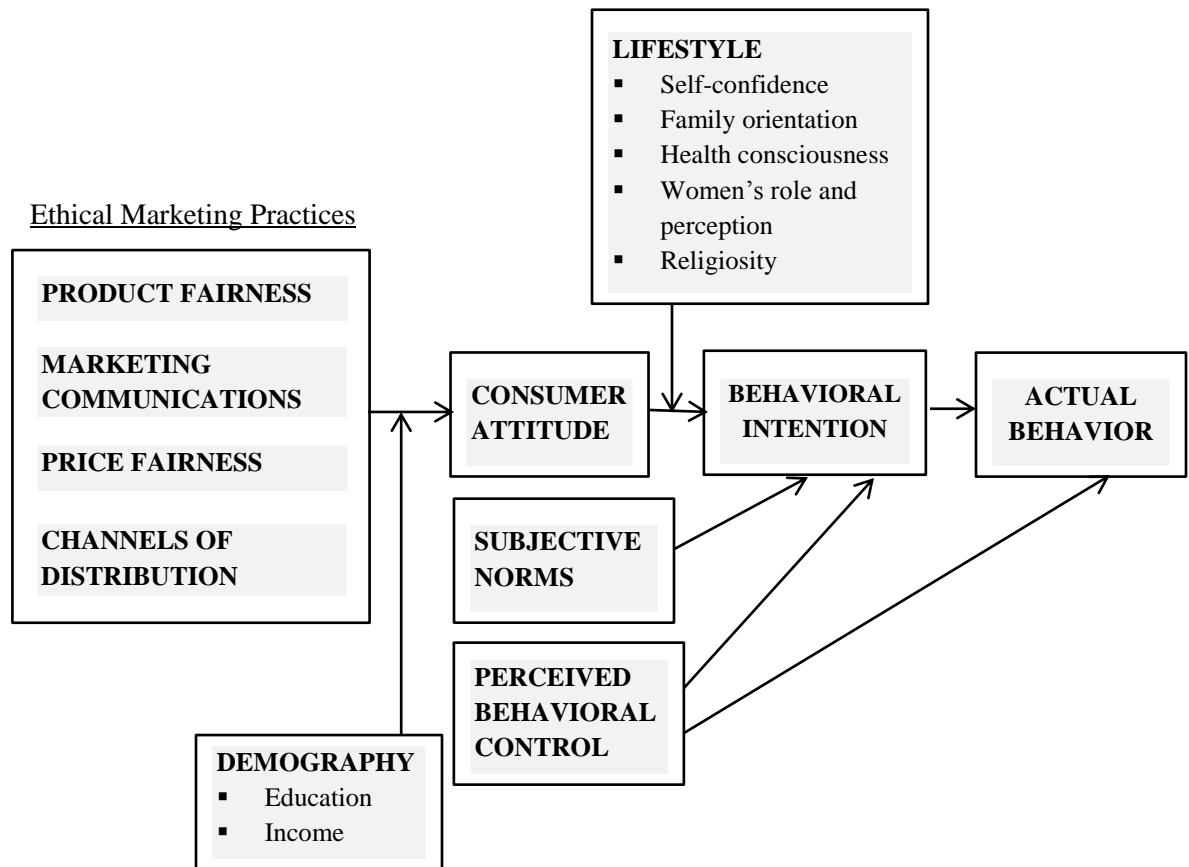 LIFESTYLE
▪ Self-confidence
▪ Family orientation
▪ Health consciousness
▪ Women’s role and
perception
▪ Religiosity
Ethical Marketing Practices
PRODUCT FAIRNESS
MARKETING
COMMUNICATIONS
PRICE FAIRNESS
CHANNELS OF
DISTRIBUTION
CONSUMER
ATTITUDE
BEHAVIORAL
INTENTION
ACTUAL
BEHAVIOR
SUBJECTIVE
NORMS
PERCEIVED
BEHAVIORAL
CONTROL
DEMOGRAPHY
▪ Education
▪ Income